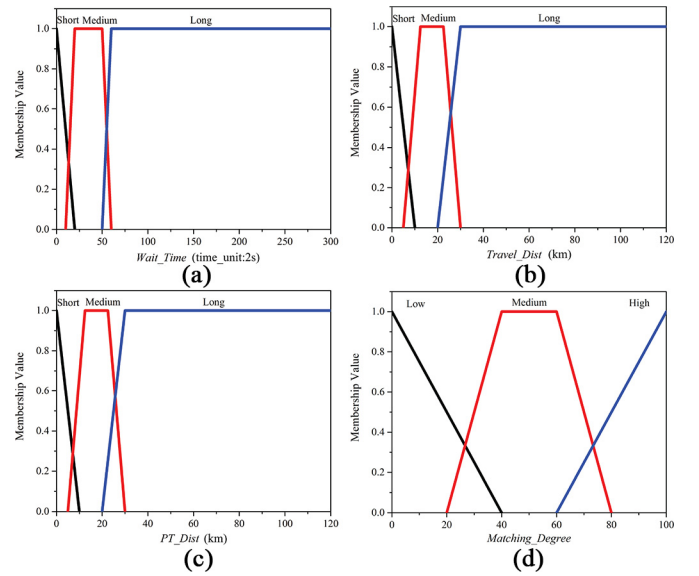 Short Medium Long
Membership Value
1.0
0.8
0.6
0.4
0.2
0.0
0 50 100 150 200 250 300
Wait_Time (time_unit:2s)
(a)
Short Medium Long
Membership Value
1.0
0.8
0.6
0.4
0.2
0.0
0 20 40 60 80 100 120
Travel_Dist (km)
(b)
Short Medium Long
Membership Value
1.0
0.8
0.6
0.4
0.2
0.0
0 20 40 60 80 100 120
PT_Dist (km)
(c)
Low Medium High
Membership Value
1.0
0.8
0.6
0.4
0.2
0.0
0 20 40 60 80 100
Matching_Degree
(d)